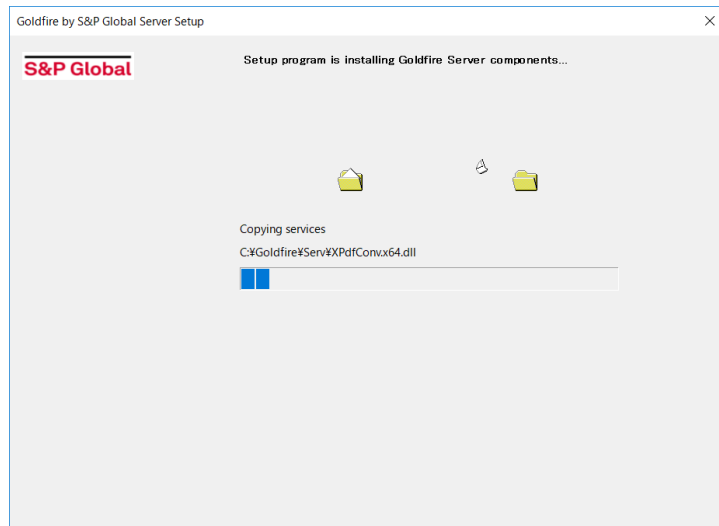 Goldfire by S&P Global Server Setup
S&P Global
Setup program is installing Goldfire Server components...
Copying services
C:¥Goldfire¥Serv¥XPdfConv.x64.dll